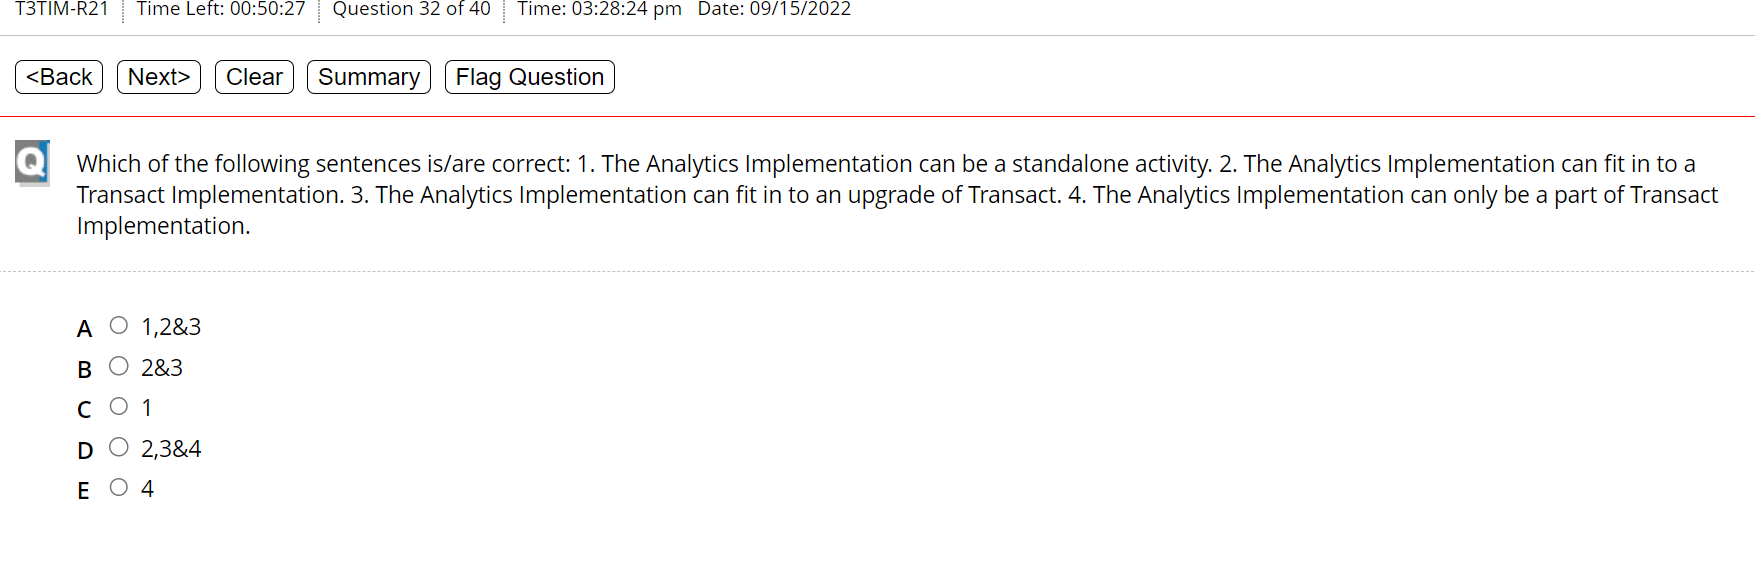 T3TIM-R21 Time Left: 00:50:27 Question 32 of 40 Time: 03:28:24 pm Date: 09/15/2022
<Back Next> Clear Summary Flag Question
Q Which of the following sentences is/are correct: 1. The Analytics Implementation can be a standalone activity. 2. The Analytics Implementation can fit in to a
Transact Implementation. 3. The Analytics Implementation can fit in to an upgrade of Transact. 4. The Analytics Implementation can only be a part of Transact
Implementation.
A 1,2&3
B 2&3
C 1
D 2,3&4
E 4